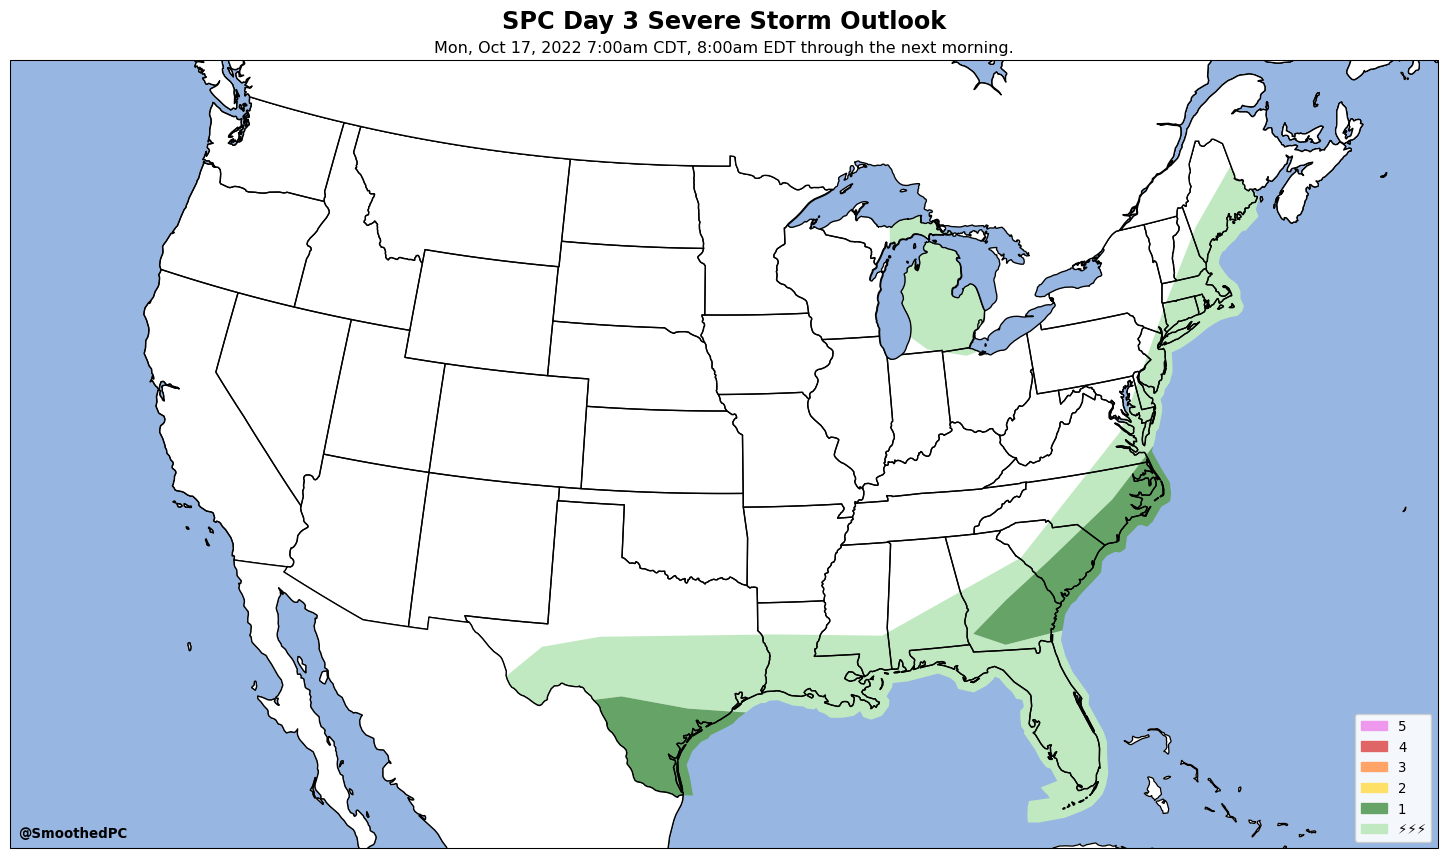 SPC Day 3 Severe Storm Outlook
Mon, Oct 17, 2022 7:00am CDT, 8:00am EDT through the next morning.
5
4
3
2
1
⚡⚡⚡
@SmoothedPC